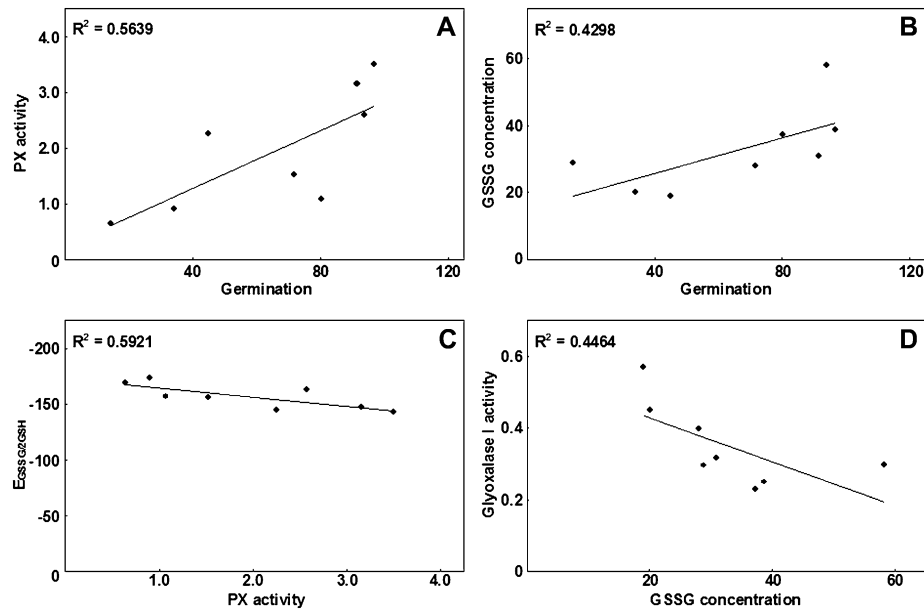 R² = 0.5639
A
4.0
3.0
2.0
1.0
0
PX activity
40
80
120
Germination
R² = 0.4298
B
60
40
20
0
GSSG concentration
40
80
120
Germination
R² = 0.5921
C
-200
-150
-100
-50
0
EGSSG/2GSH
1.0
2.0
3.0
4.0
PX activity
R² = 0.4464
D
0.6
0.4
0.2
0
Glyoxalase I activity
20
40
60
GSSG concentration